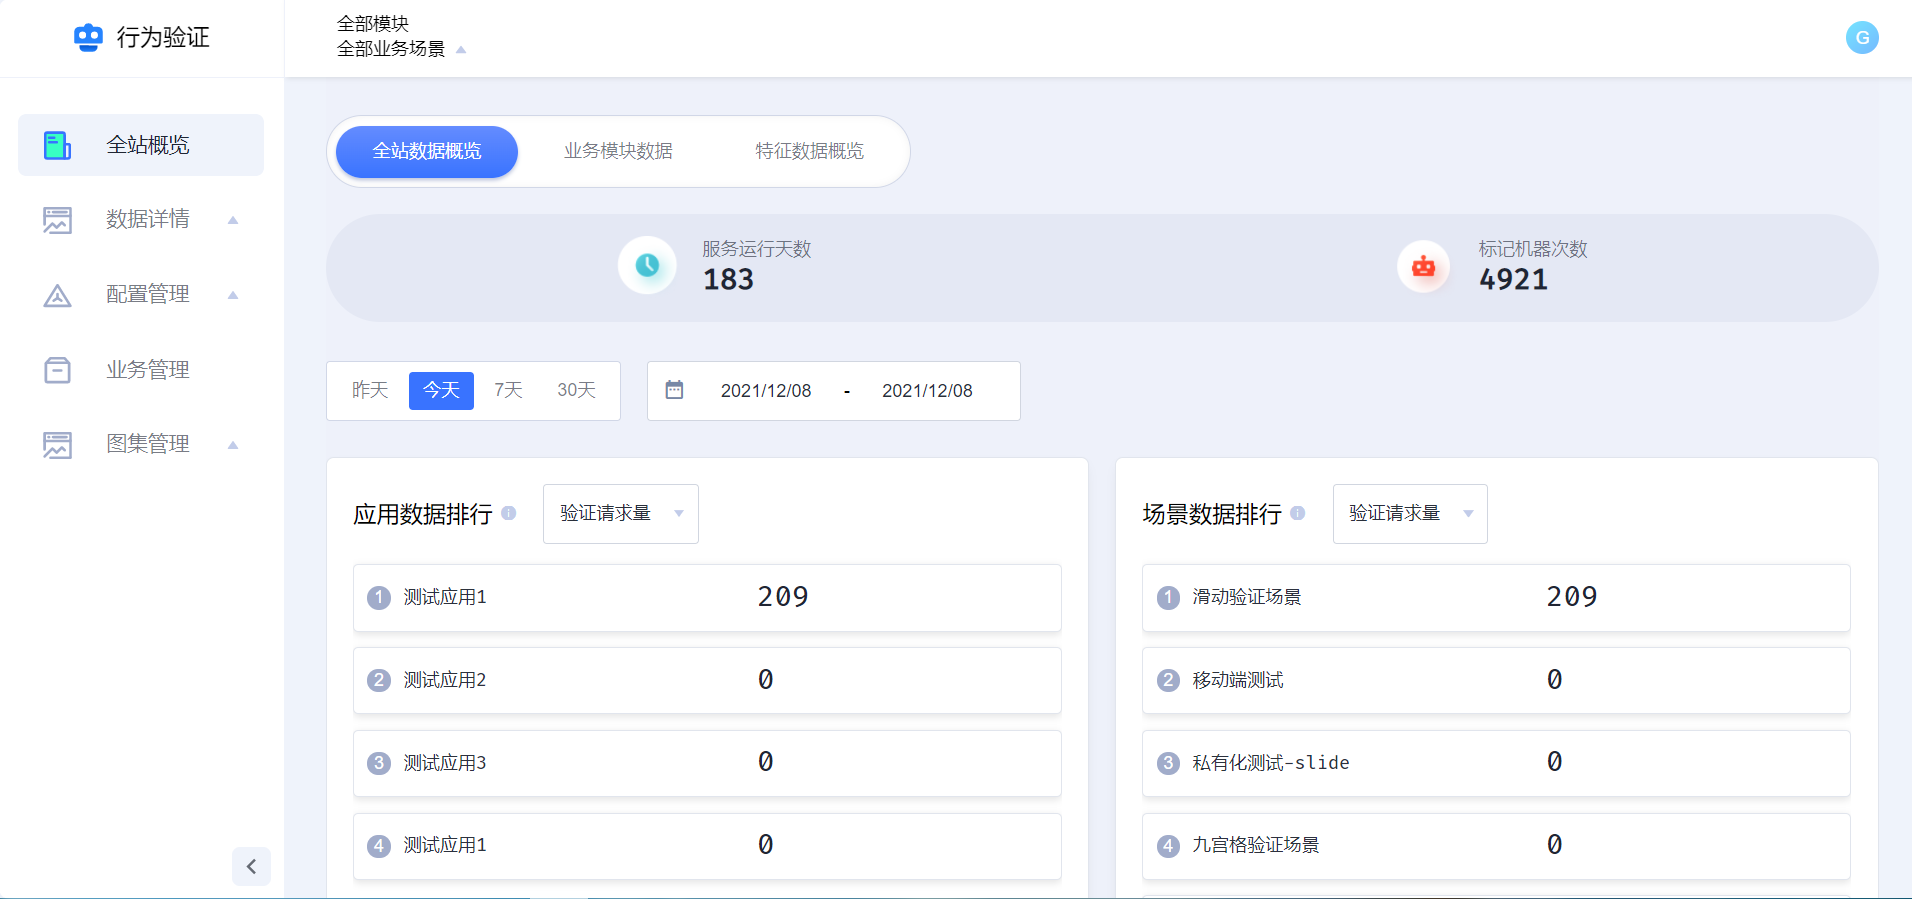 行为验证
全部模块
全部业务场景
G
全站概览
数据详情
配置管理
业务管理
图集管理
全站数据概览
业务模块数据
特征数据概览
服务运行天数
183
标记机器次数
4921
昨天
今天
7天
30天
2021/12/08 - 2021/12/08
应用数据排行
验证请求量
1 测试应用1 209
2 测试应用2 0
3 测试应用3 0
4 测试应用1 0
场景数据排行
验证请求量
1 滑动验证场景 209
2 移动端测试 0
3 私有化测试-slide 0
4 九宫格验证场景 0